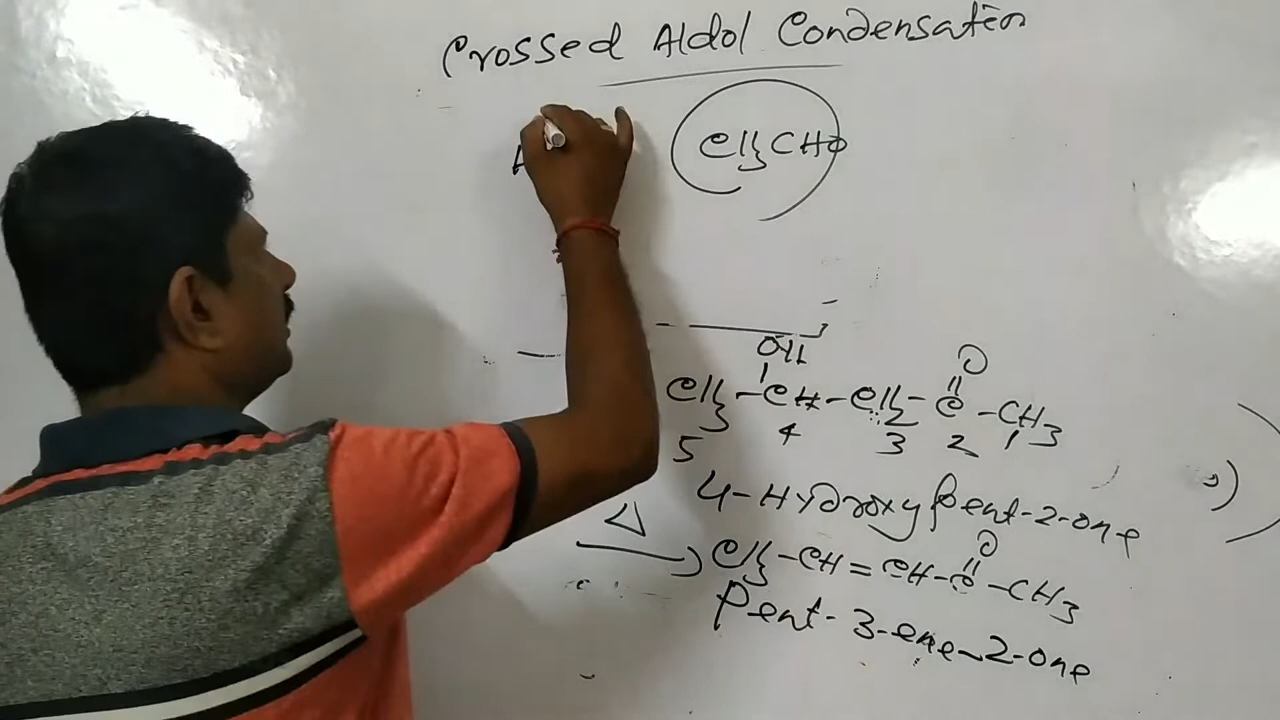 Crossed Aldol Condensation
CH3CHO
OH O
CH3-CH-CH2-C-CH3
5 4 3 2 1
4-Hydroxy Pent-2-one
Δ O
CH3-CH=CH-C-CH3
Pent-3-ene-2-one